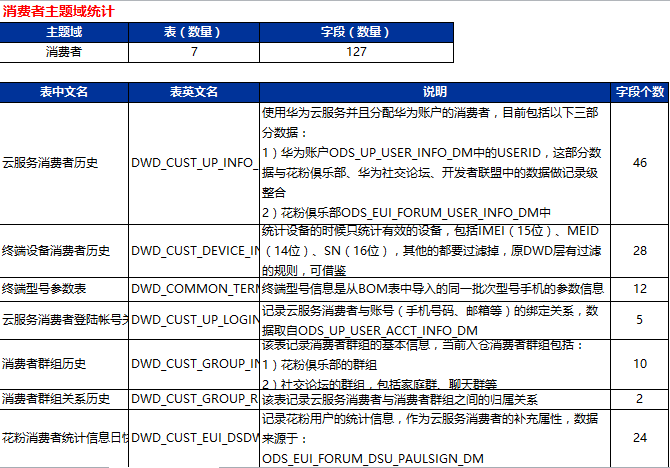 消费者主题域统计
主题域 表（数量） 字段（数量）
消费者 7 127
表中文名 表英文名 说明 字段个数
云服务消费者历史 DWD_CUST_UP_INFO_ 使用华为云服务并且分配华为账户的消费者，目前包括以下三部 46
分数据：
1）华为账户ODS_UP_USER_INFO_DM中的USERID，这部分数
据与花粉俱乐部、华为社交论坛、开发者联盟中的数据做记录级
整合
2）花粉俱乐部ODS_EUI_FORUM_USER_INFO_DM中
终端设备消费者历史 DWD_CUST_DEVICE_IN 统计设备的时候只统计有效的设备，包括IMEI（15位）、MEID 28
（14位）、SN（16位），其他的都要过滤掉，原DWD层有过滤
的规则，可借鉴
终端型号参数表 DWD_COMMON_TERN 终端型号信息是从BOM表中导入的同一批次型号手机的参数信息 12
云服务消费者登陆帐号关 DWD_CUST_UP_LOGIN 记录云服务消费者与账号（手机号码、邮箱等）的绑定关系，数 5
据取自ODS_UP_USER_ACCT_INFO_DM
消费者群组历史 DWD_CUST_GROUP_IN 该表记录消费者群组的基本信息，当前入仓消费者群组包括： 10
1）花粉俱乐部的群组
2）社交论坛的群组，包括家庭群、聊天群等
消费者群组关系历史 DWD_CUST_GROUP_R 该表记录云服务消费者与消费者群组之间的归属关系 2
花粉消费者统计信息日快 DWD_CUST_EUI_DSDW 记录花粉用户的统计信息，作为云服务消费者的补充属性，数据 24
来源于：
ODS_EUI_FORUM_DSU_PAULSIGN_DM